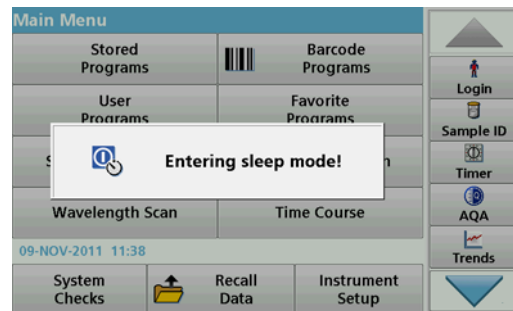 Main Menu
Stored
Programs
Barcode
Programs
User
Programs
Favorite
Programs
Entering sleep mode!
Wavelength Scan
Time Course
09-NOV-2011 11:38
System
Checks
Recall
Data
Instrument
Setup
Login
Sample ID
Timer
AQA
Trends